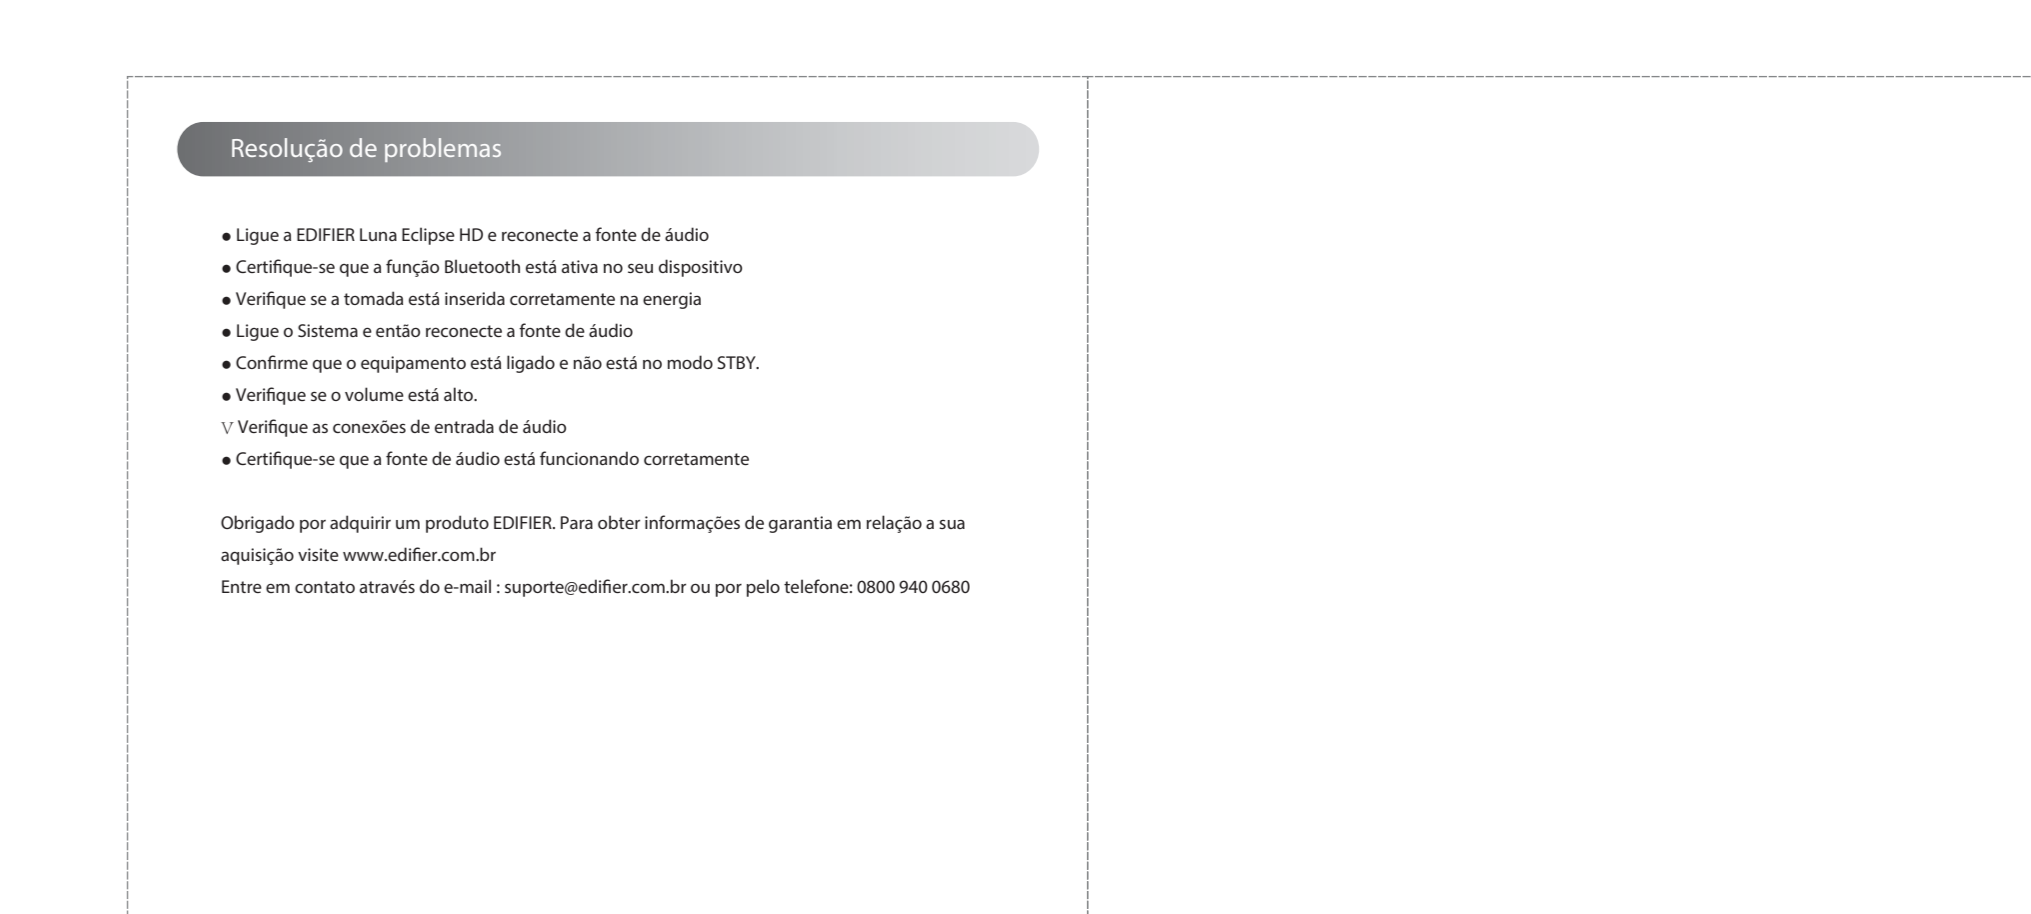 Resolução de problemas
● Ligue a EDIFIER Luna Eclipse HD e reconecte a fonte de áudio
● Certifique-se que a função Bluetooth está ativa no seu dispositivo
● Verifique se a tomada está inserida corretamente na energia
● Ligue o Sistema e então reconecte a fonte de áudio
● Confirme que o equipamento está ligado e não está no modo STBY.
● Verifique se o volume está alto.
V Verifique as conexões de entrada de áudio
● Certifique-se que a fonte de áudio está funcionando corretamente
Obrigado por adquirir um produto EDIFIER. Para obter informações de garantia em relação a sua
aquisição visite www.edifier.com.br
Entre em contato através do e-mail : suporte@edifier.com.br ou por pelo telefone: 0800 940 0680